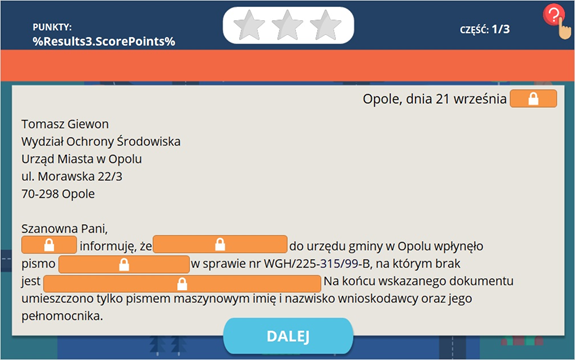 PUNKTY:
%Results3.ScorePoints%
CZĘŚĆ: 1/3
?
Opole, dnia 21 września
Tomasz Giewon
Wydział Ochrony Środowiska
Urząd Miasta w Opolu
ul. Morawska 22/3
70-298 Opole
Szanowna Pani,
informuję, że do urzędu gminy w Opolu wpłynęło
pismo w sprawie nr WGH/225-315/99-B, na którym brak
jest Na końcu wskazanego dokumentu
umieszczono tylko pismem maszynowym imię i nazwisko wnioskodawcy oraz jego
pełnomocnika.
DALEJ